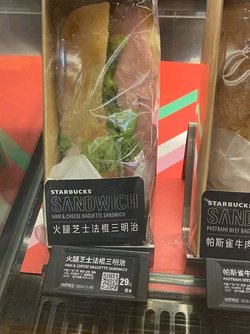 STARBUCKS
SANDWICH
HAM & CHEESE BAGUETTE SANDWICH
火腿芝士法棍三明治
STARBUCKS
SAND
PASTRAMI BEEF BAG
帕斯雀牛肉
火腿芝士法棍三明治
HAM & CHEESE BAGUETTE SANDWICH
29
帕斯雀牛